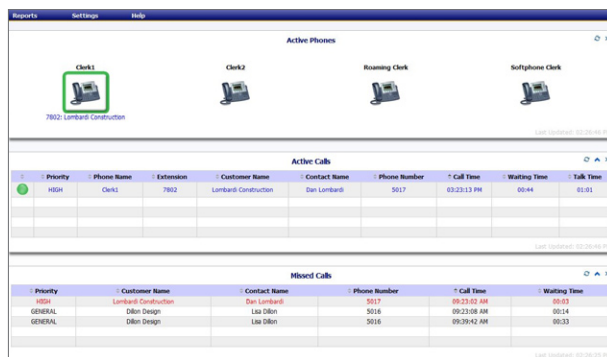 Reports Settings Help
Active Phones
Clerk1 Clerk2 Roaming Clerk Softphone Clerk
7802: Lombardi Construction
Active Calls
Priority Phone Name Extension Customer Name Contact Name Phone Number Call Time Waiting Time Talk Time
HIGH Clerk1 7802 Lombardi Construction Dan Lombardi 5017 03:23:13 PM 00:44 01:01
Missed Calls
Priority Customer Name Contact Name Phone Number Call Time Waiting Time
HIGH Lombardi Construction Dan Lombardi 5017 09:23:02 AM 00:03
GENERAL Dillon Design Lisa Dillon 5016 09:23:08 AM 00:14
GENERAL Dillon Design Lisa Dillon 5016 09:39:42 AM 00:33